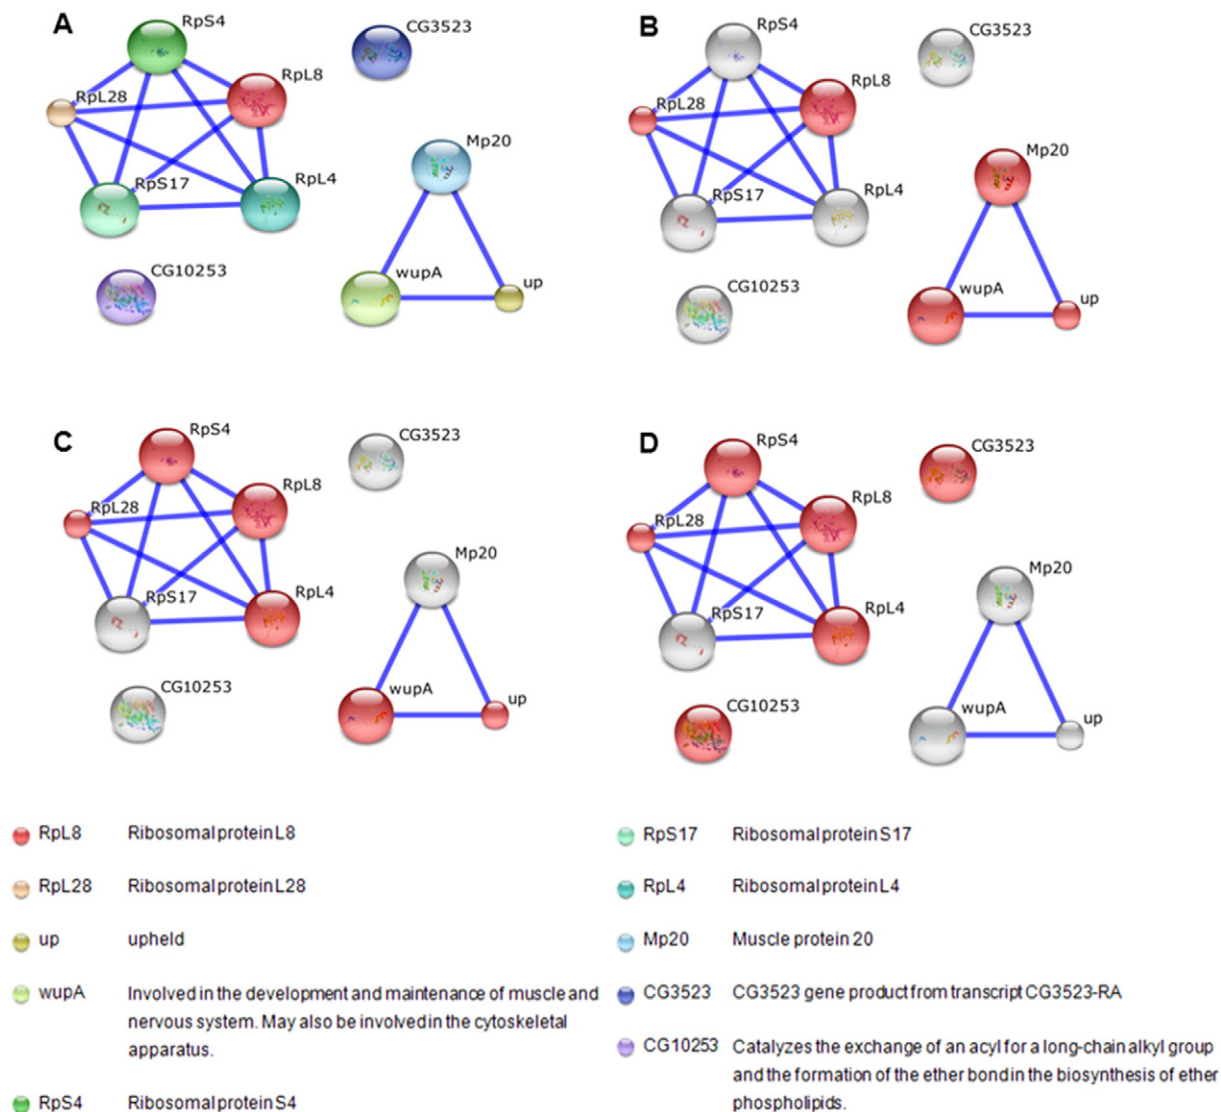 A
RpS4
CG3523
RpL8
RpL28
Mp20
RpS17
RpL4
CG10253
wupA
up
B
RpS4
CG3523
RpL8
RpL28
Mp20
RpS17
RpL4
CG10253
wupA
up
C
RpS4
CG3523
RpL8
RpL28
Mp20
RpS17
RpL4
CG10253
wupA
up
D
RpS4
CG3523
RpL8
RpL28
Mp20
RpS17
RpL4
CG10253
wupA
up
RpL8 Ribosomal protein L8
RpL28 Ribosomal protein L28
up upheld
wupA Involved in the development and maintenance of muscle and
nervous system. May also be involved in the cytoskeletal
apparatus.
RpS4 Ribosomal protein S4
RpS17 Ribosomal protein S17
RpL4 Ribosomal protein L4
Mp20 Muscle protein 20
CG3523 CG3523 gene product from transcript CG3523-RA
CG10253 Catalyzes the exchange of an acyl for a long-chain alkyl group
and the formation of the ether bond in the biosynthesis of ether
phospholipids.